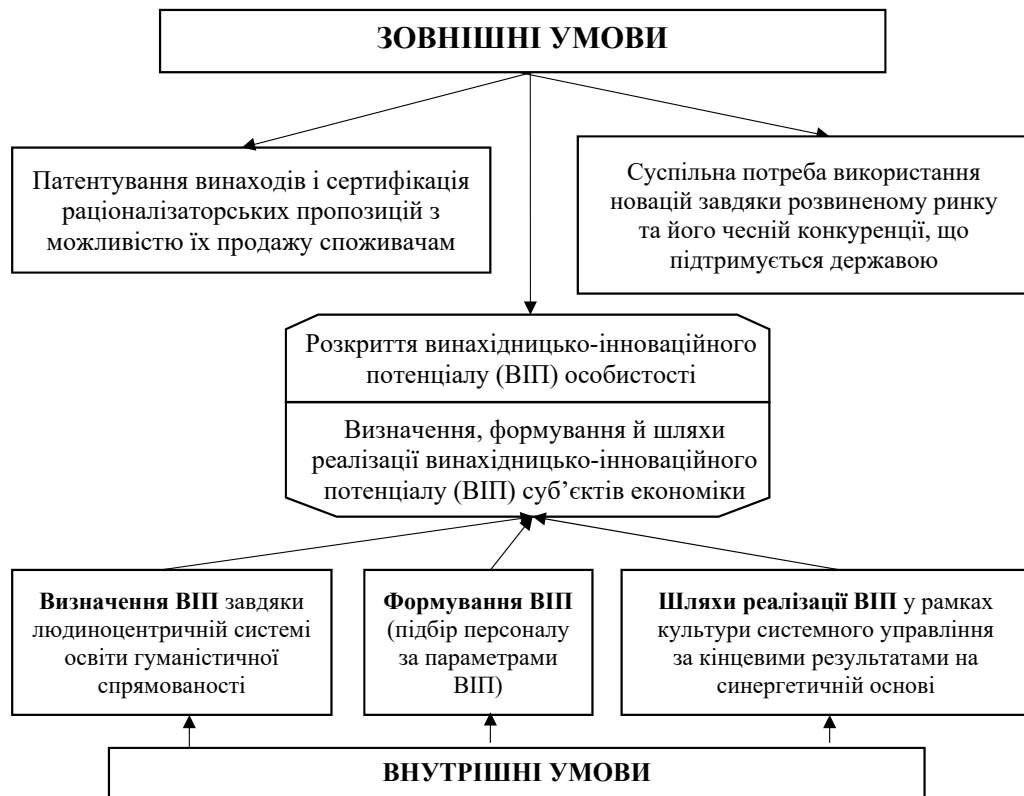 ЗОВНІШНІ УМОВИ
Патентування винаходів і сертифікація
раціоналізаторських пропозицій з
можливістю їх продажу споживачам
Суспільна потреба використання
новацій завдяки розвиненому ринку
та його чесній конкуренції, що
підтримується державою
Розкриття винахідницько-інноваційного
потенціалу (ВІП) особистості
Визначення, формування й шляхи
реалізації винахідницько-інноваційного
потенціалу (ВІП) суб’єктів економіки
Визначення ВІП завдяки
людиноцентричній системі
освіти гуманістичної
спрямованості
Формування ВІП
(підбір персоналу
за параметрами
ВІП)
Шляхи реалізації ВІП у рамках
культури системного управління
за кінцевими результатами на
синергетичній основі
ВНУТРІШНІ УМОВИ